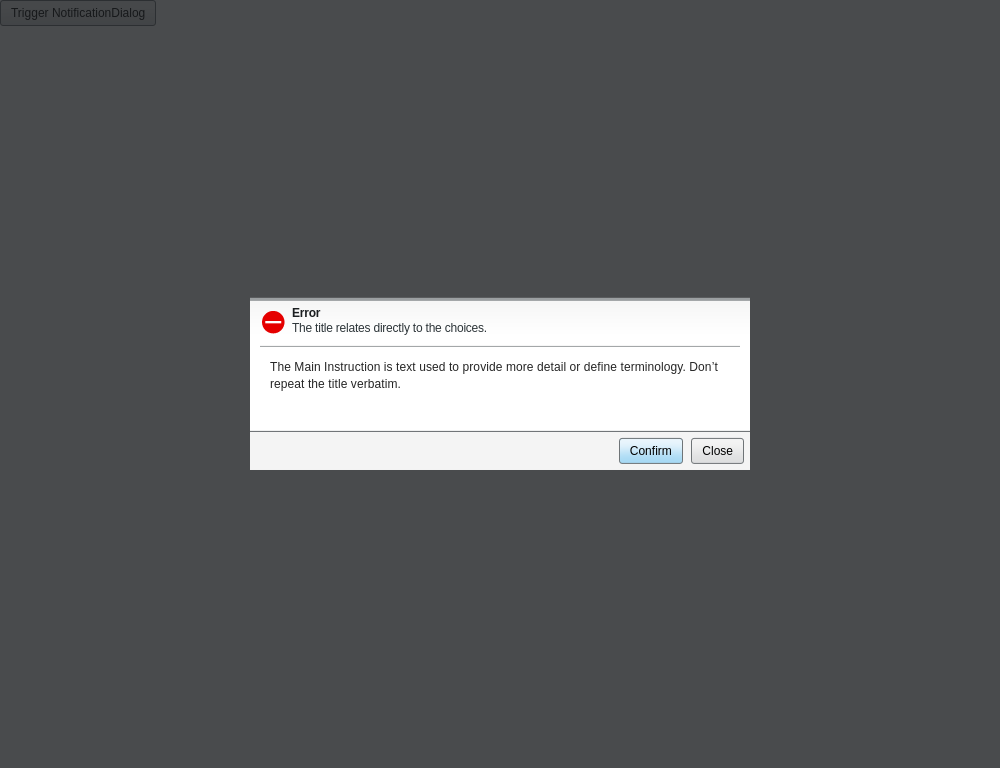 Trigger NotificationDialog
Error
The title relates directly to the choices.
The Main Instruction is text used to provide more detail or define terminology. Don’t
repeat the title verbatim.
Confirm Close